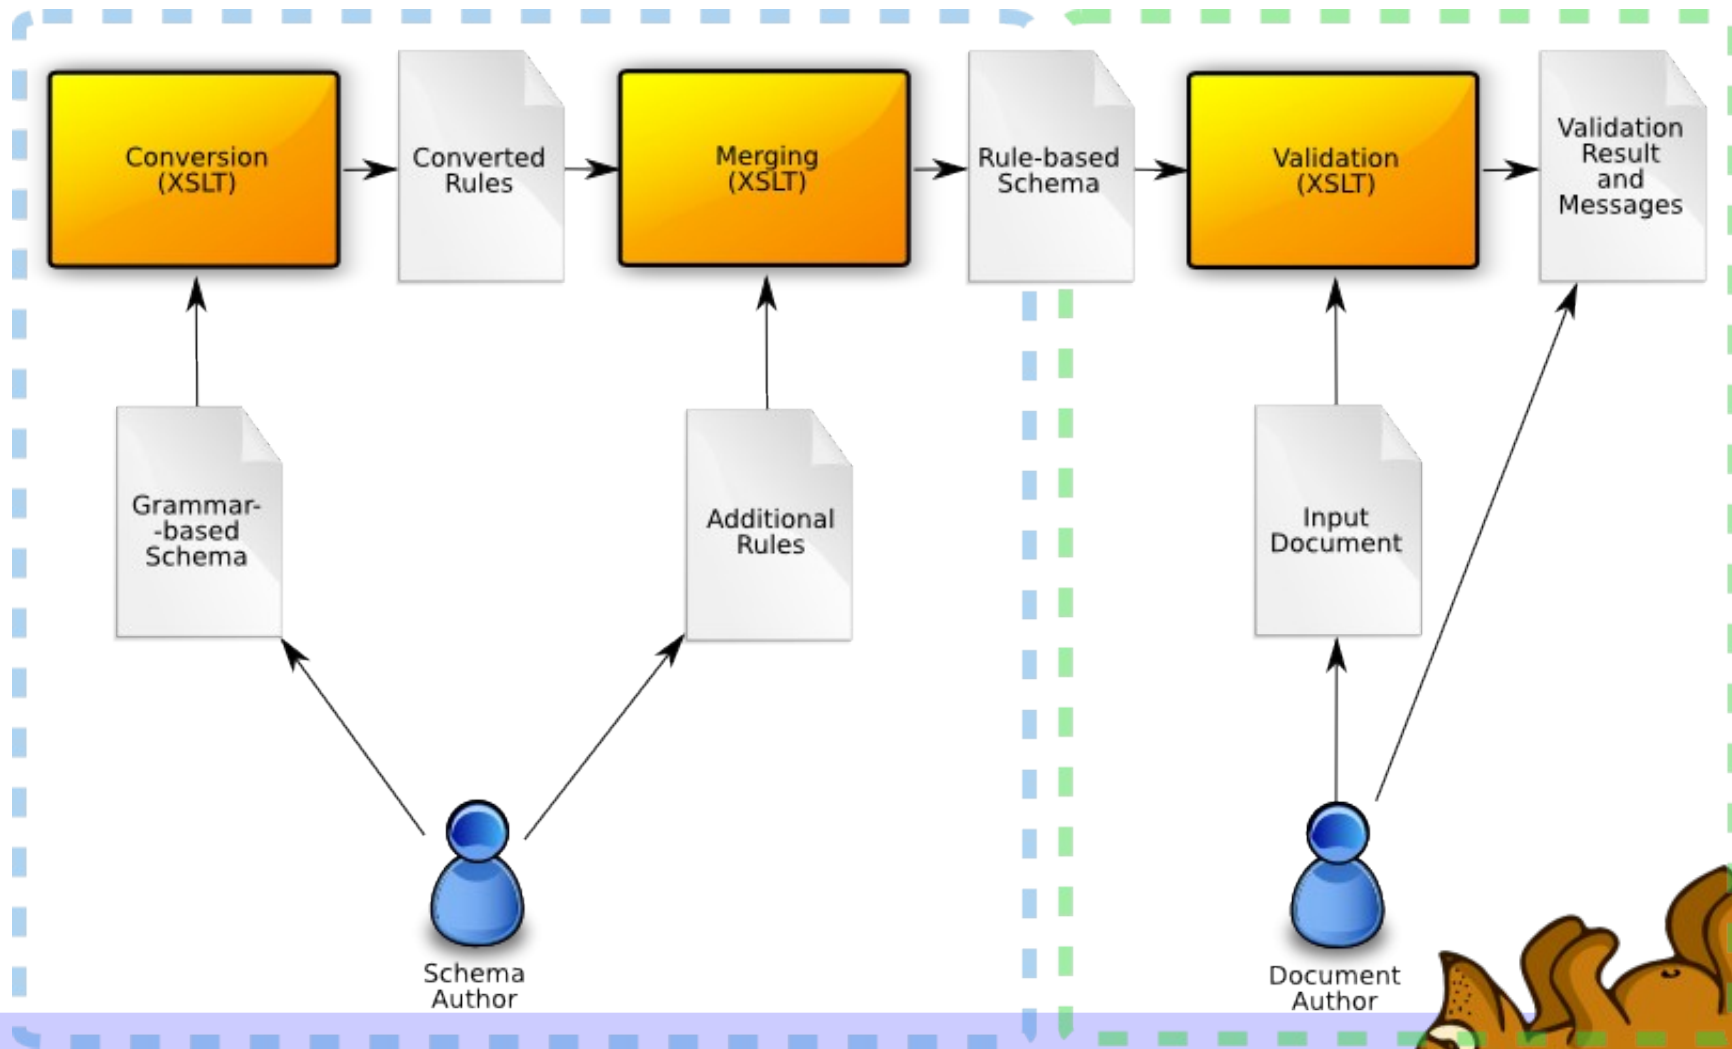 Conversion
(XSLT)
Converted
Rules
Merging
(XSLT)
Rule-based
Schema
Validation
(XSLT)
Validation
Result
and
Messages
Grammar-
-based
Schema
Additional
Rules
Input
Document
Schema
Author
Document
Author